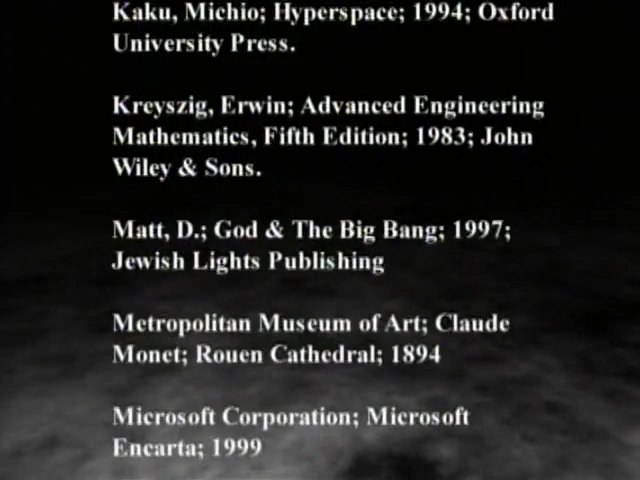 Kaku, Michio; Hyperspace; 1994; Oxford
University Press.
Kreyszig, Erwin; Advanced Engineering
Mathematics, Fifth Edition; 1983; John
Wiley & Sons.
Matt, D.; God & The Big Bang; 1997;
Jewish Lights Publishing
Metropolitan Museum of Art; Claude
Monet; Rouen Cathedral; 1894
Microsoft Corporation; Microsoft
Encarta; 1999